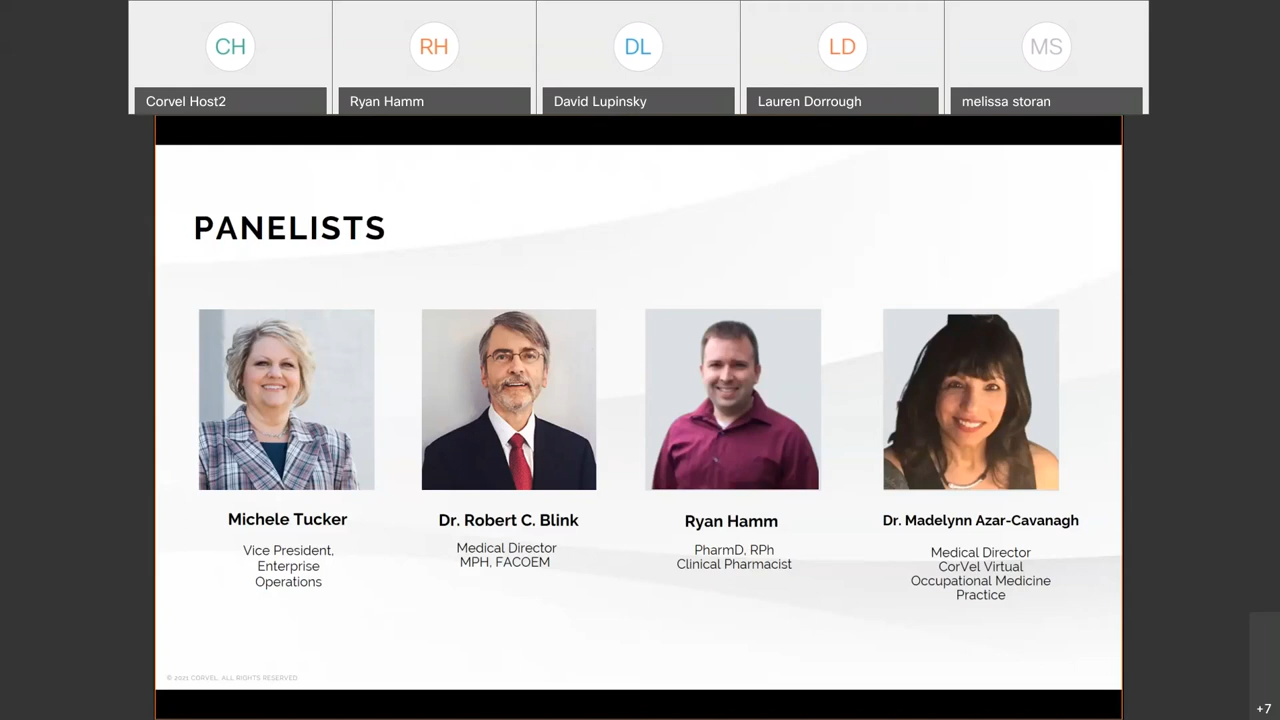 CH
RH
DL
LD
MS
Corvel Host2
Ryan Hamm
David Lupinsky
Lauren Dorrough
melissa storan
PANELISTS
Michele Tucker
Vice President,
Enterprise
Operations
Dr. Robert C. Blink
Medical Director
MPH, FACOEM
Ryan Hamm
PharmD, RPh
Clinical Pharmacist
Dr. Madelynn Azar-Cavanagh
Medical Director
CorVel Virtual
Occupational Medicine
Practice
© 2021 CORVEL. ALL RIGHTS RESERVED
+7